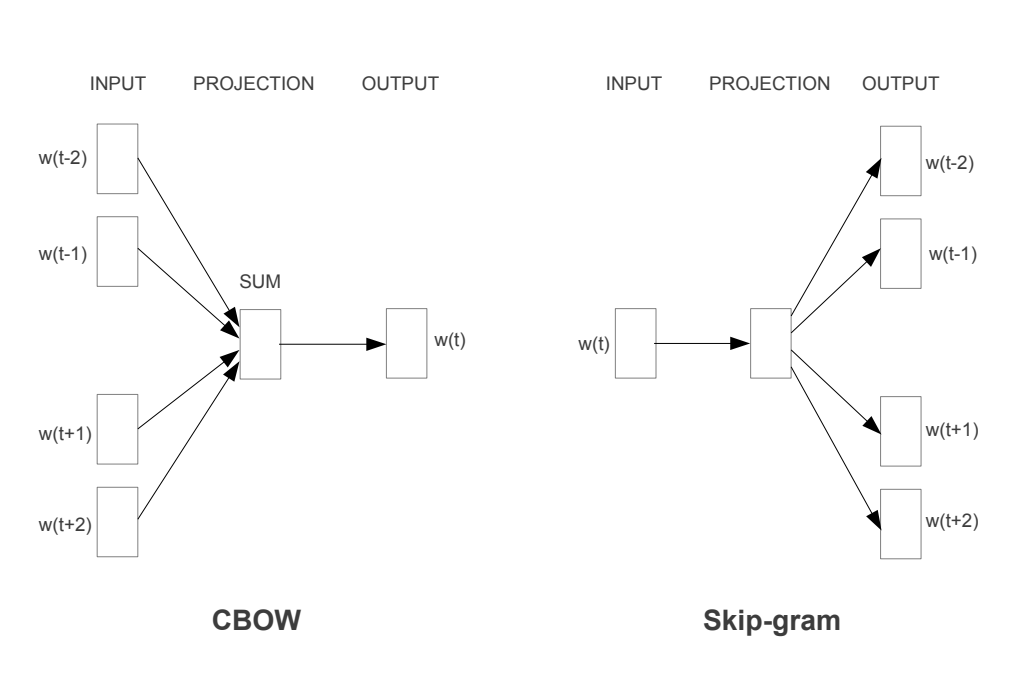 INPUT PROJECTION OUTPUT
w(t-2)
w(t-1)
SUM
w(t)
w(t+1)
w(t+2)
CBOW
INPUT PROJECTION OUTPUT
w(t-2)
w(t-1)
w(t)
w(t+1)
w(t+2)
Skip-gram